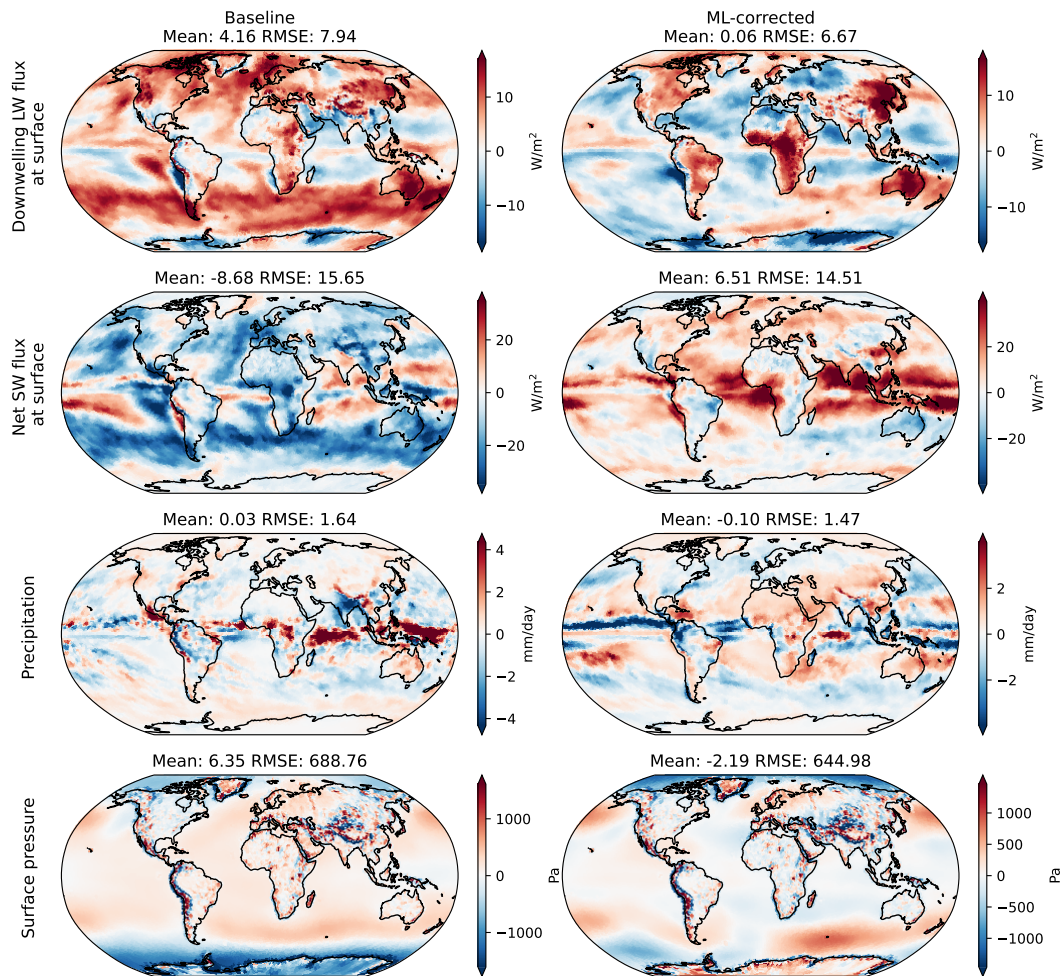 Baseline
Mean: 4.16 RMSE: 7.94
ML-corrected
Mean: 0.06 RMSE: 6.67
Downwelling LW flux
at surface
10
0
−10
W/m²
10
0
−10
W/m²
Mean: -8.68 RMSE: 15.65
Mean: 6.51 RMSE: 14.51
Net SW flux
at surface
20
0
−20
W/m²
20
0
−20
W/m²
Mean: 0.03 RMSE: 1.64
Mean: -0.10 RMSE: 1.47
Precipitation
4
2
0
−2
−4
mm/day
2
0
−2
mm/day
Mean: 6.35 RMSE: 688.76
Mean: -2.19 RMSE: 644.98
Surface pressure
1000
0
−1000
Pa
1000
500
0
−500
−1000
Pa